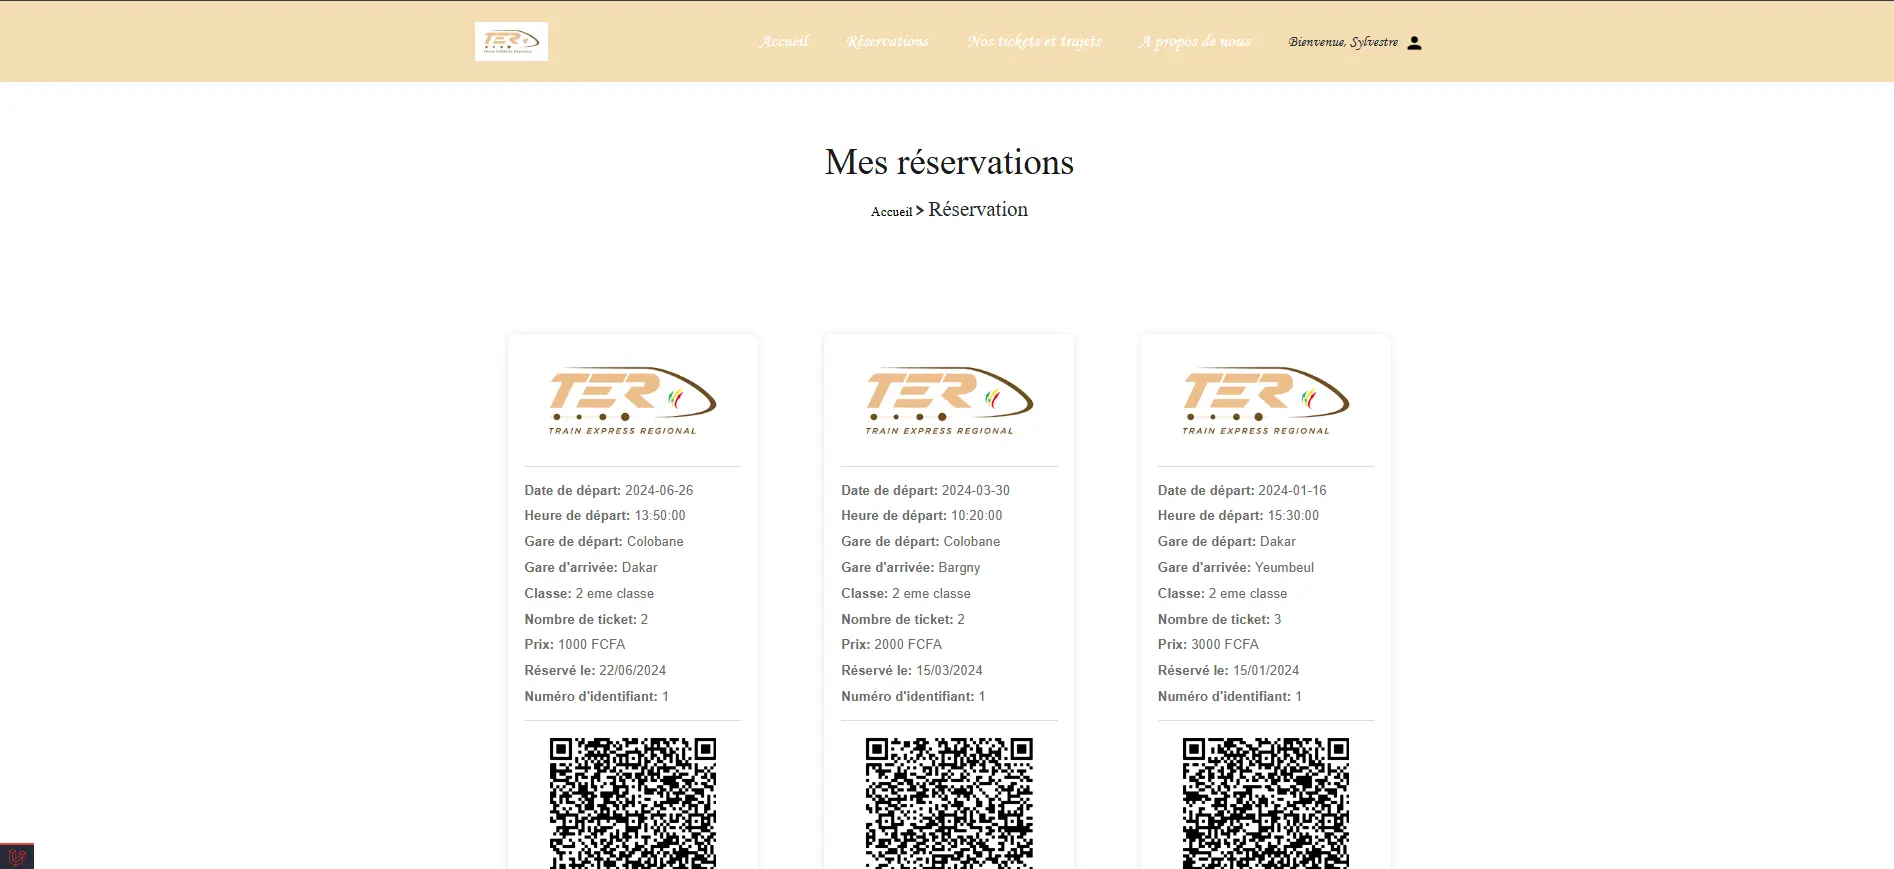 TER
TRAIN EXPRESS REGIONAL
Accueil Réservations Nos tickets et trajets A propos de nous Bienvenue, Sylvestre
Mes réservations
Accueil > Réservation
TER
TRAIN EXPRESS REGIONAL
Date de départ: 2024-06-26
Heure de départ: 13:50:00
Gare de départ: Colobane
Gare d'arrivée: Dakar
Classe: 2 eme classe
Nombre de ticket: 2
Prix: 1000 FCFA
Réservé le: 22/06/2024
Numéro d'identifiant: 1
TER
TRAIN EXPRESS REGIONAL
Date de départ: 2024-03-30
Heure de départ: 10:20:00
Gare de départ: Colobane
Gare d'arrivée: Bargny
Classe: 2 eme classe
Nombre de ticket: 2
Prix: 2000 FCFA
Réservé le: 15/03/2024
Numéro d'identifiant: 1
TER
TRAIN EXPRESS REGIONAL
Date de départ: 2024-01-16
Heure de départ: 15:30:00
Gare de départ: Dakar
Gare d'arrivée: Yeumbeul
Classe: 2 eme classe
Nombre de ticket: 3
Prix: 3000 FCFA
Réservé le: 15/01/2024
Numéro d'identifiant: 1